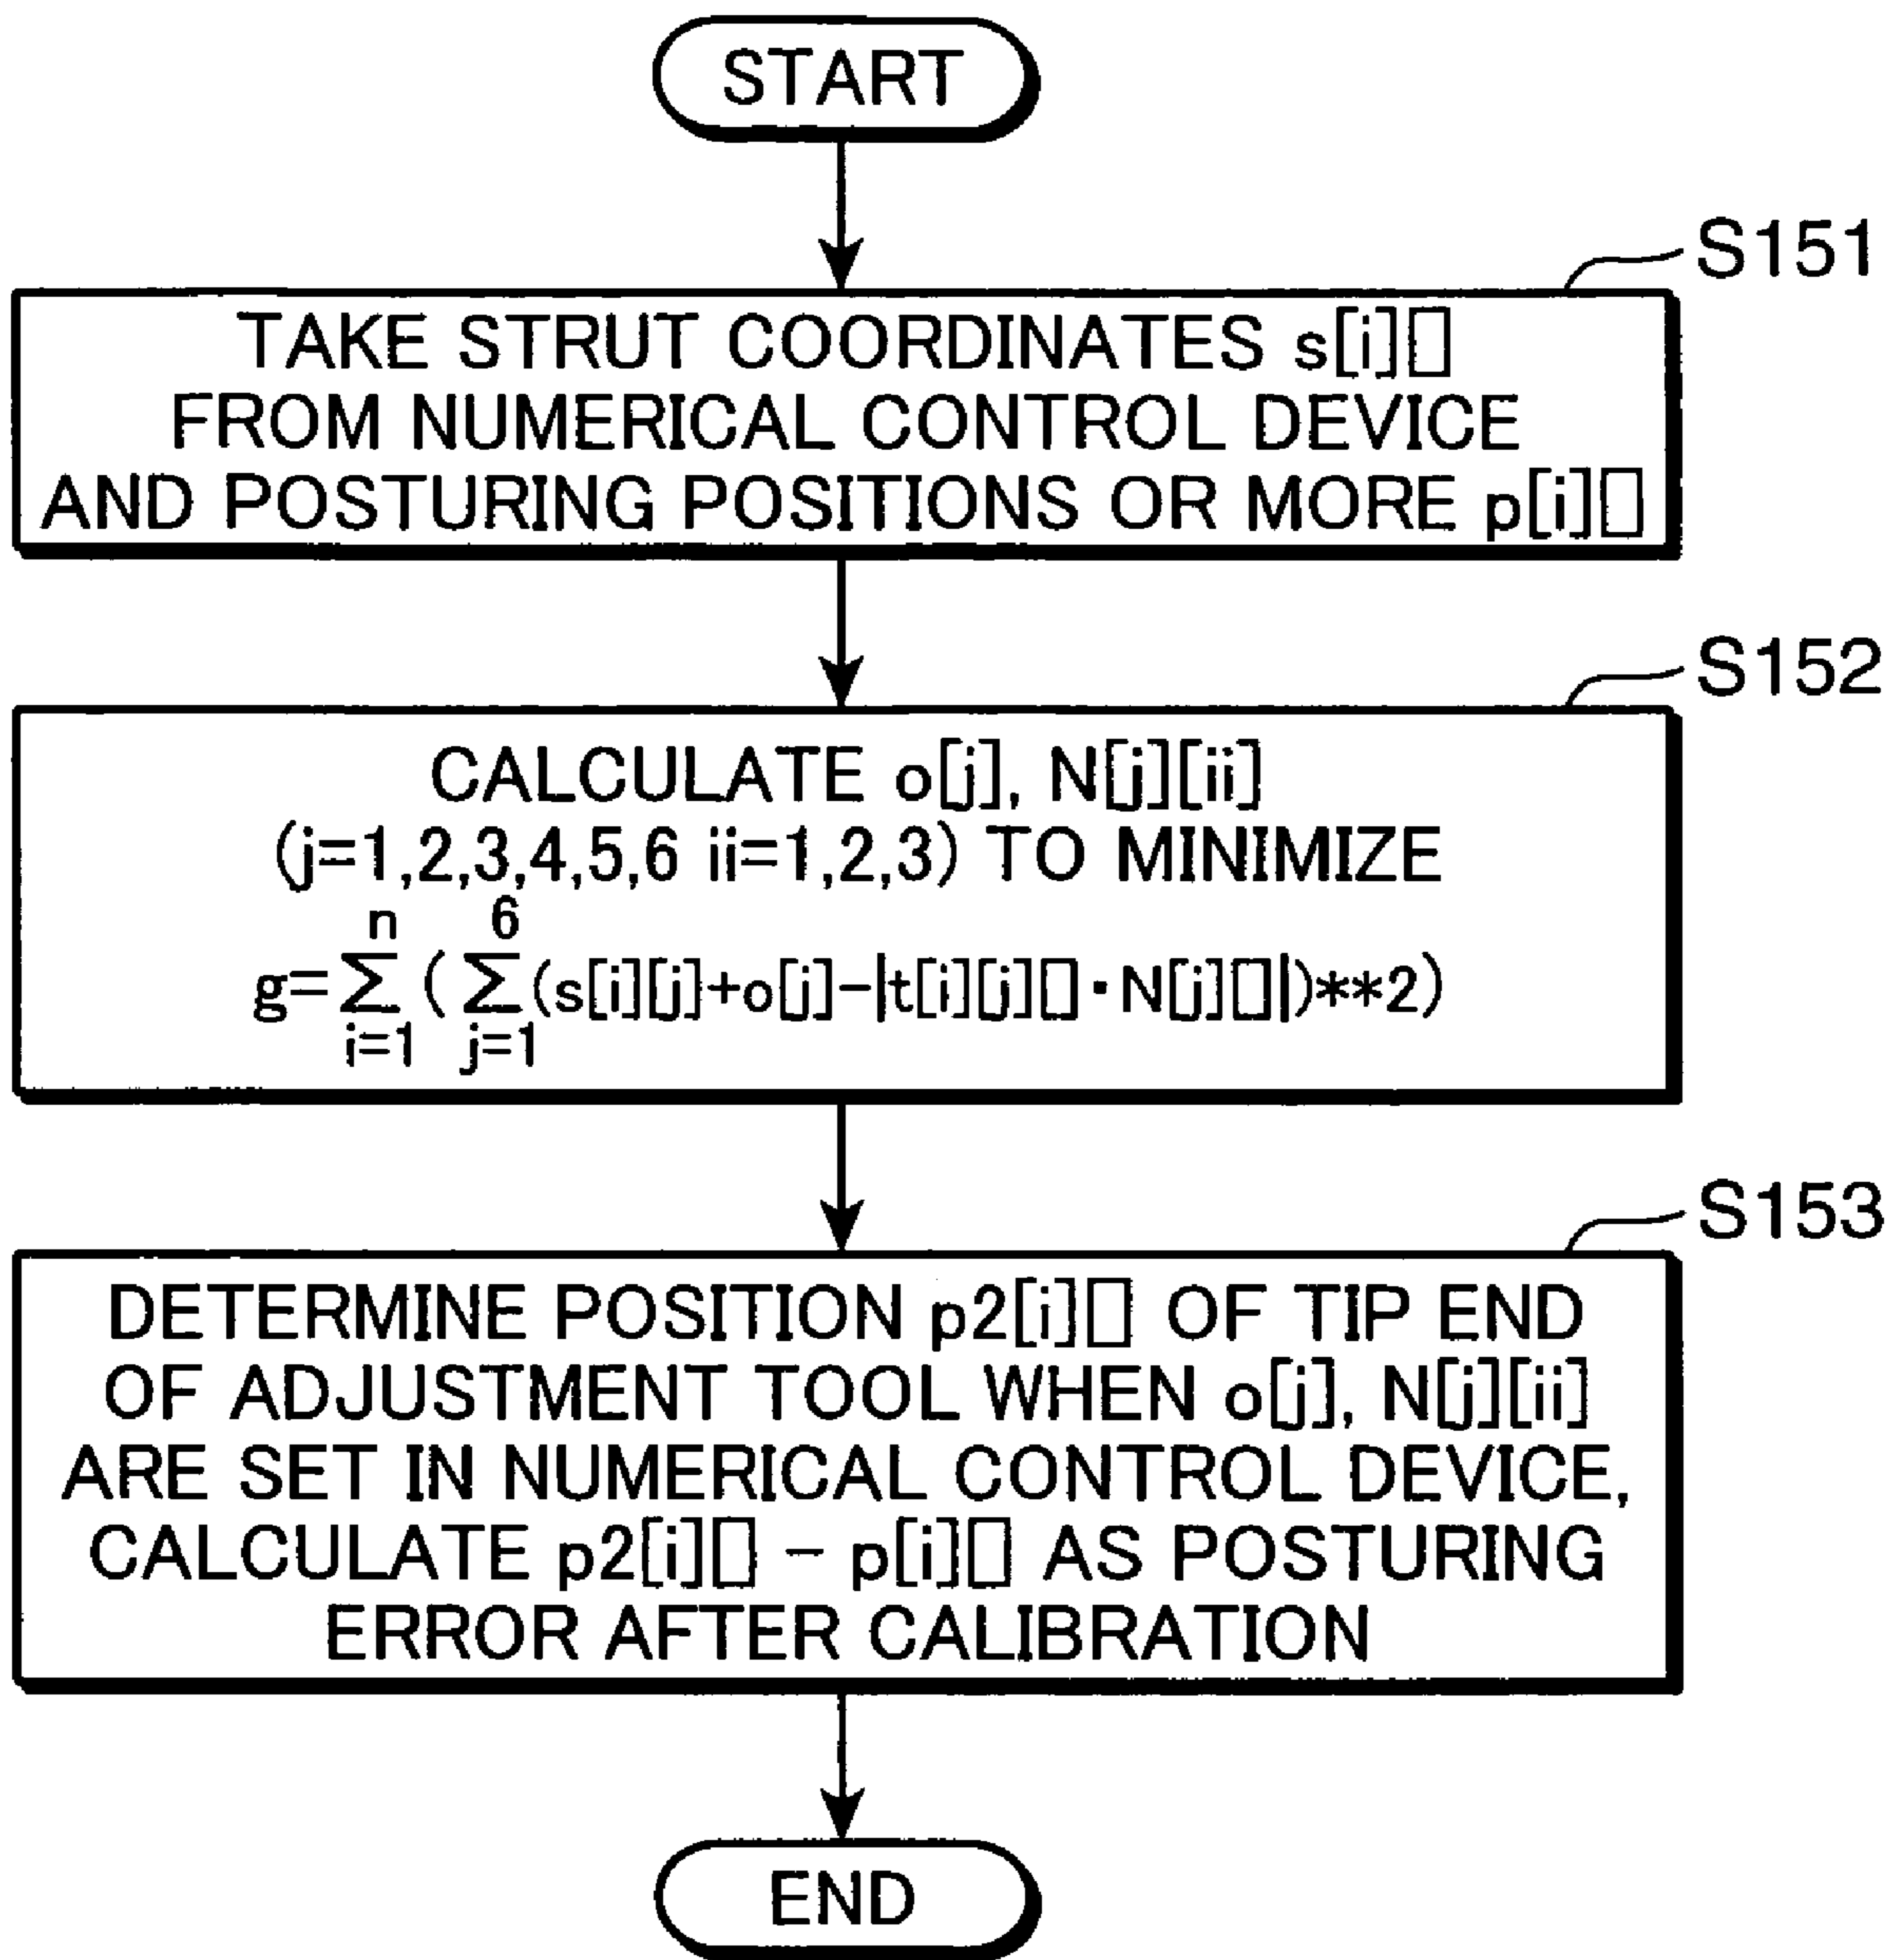 START
S151
TAKE STRUT COORDINATES s[i][]
FROM NUMERICAL CONTROL DEVICE
AND POSTURING POSITIONS OR MORE p[i][]
S152
CALCULATE o[j], N[j][ii]
(j=1,2,3,4,5,6 ii=1,2,3) TO MINIMIZE
n 6
g=Σ(Σ(s[i][j]+o[j]-|t[i][j][]·N[j][]|)**2)
i=1 j=1
S153
DETERMINE POSITION p2[i][] OF TIP END
OF ADJUSTMENT TOOL WHEN o[j], N[j][ii]
ARE SET IN NUMERICAL CONTROL DEVICE,
CALCULATE p2[i][] - p[i][] AS POSTURING
ERROR AFTER CALIBRATION
END